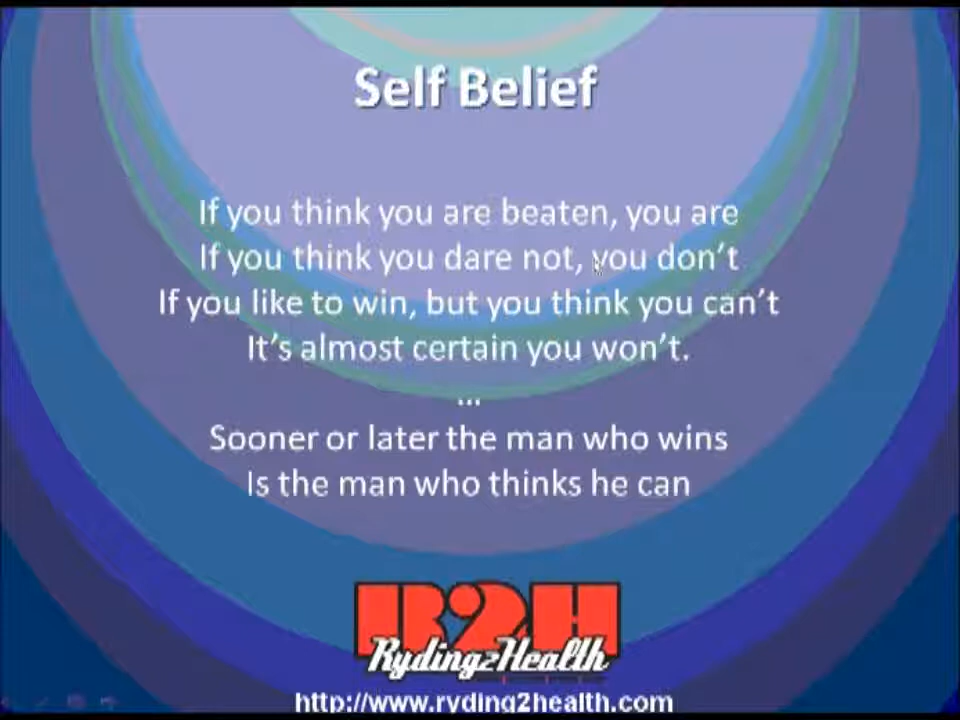 Self Belief
If you think you are beaten, you are
If you think you dare not, you don't
If you like to win, but you think you can't
It's almost certain you won't.
...
Sooner or later the man who wins
Is the man who thinks he can
R2H
Ryding2Health
http://www.ryding2health.com